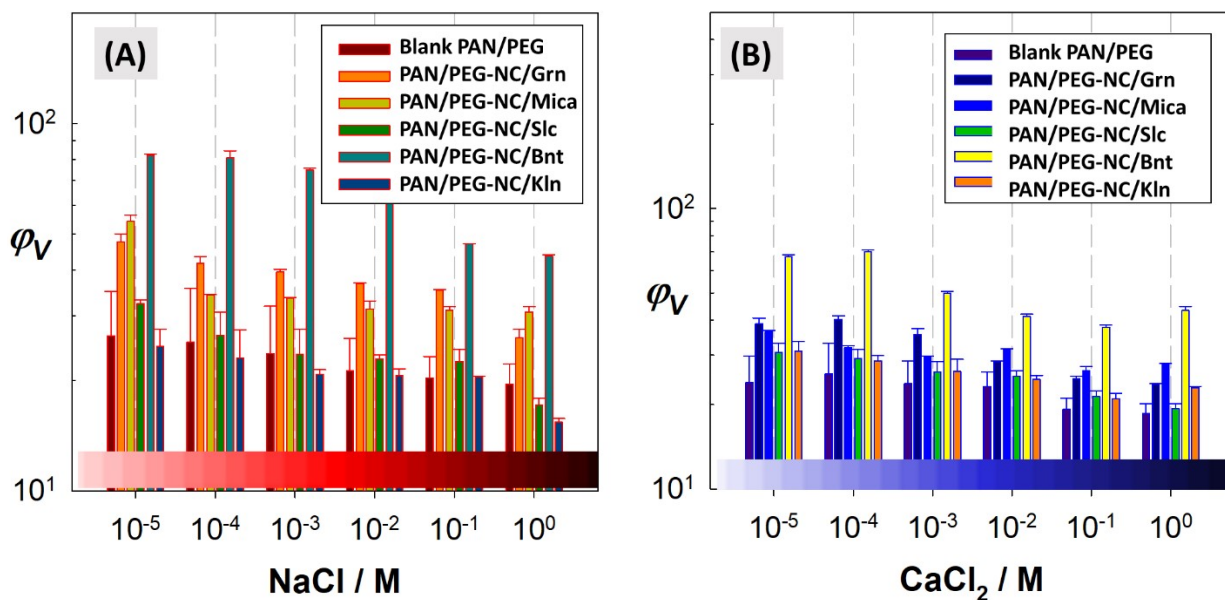 (A)
Blank PAN/PEG
PAN/PEG-NC/Grn
PAN/PEG-NC/Mica
PAN/PEG-NC/Slc
PAN/PEG-NC/Bnt
PAN/PEG-NC/Kln
10²
φV
10¹
10⁻⁵ 10⁻⁴ 10⁻³ 10⁻² 10⁻¹ 10⁰
NaCl / M
(B)
Blank PAN/PEG
PAN/PEG-NC/Grn
PAN/PEG-NC/Mica
PAN/PEG-NC/Slc
PAN/PEG-NC/Bnt
PAN/PEG-NC/Kln
10²
φV
10¹
10⁻⁵ 10⁻⁴ 10⁻³ 10⁻² 10⁻¹ 10⁰
CaCl₂ / M